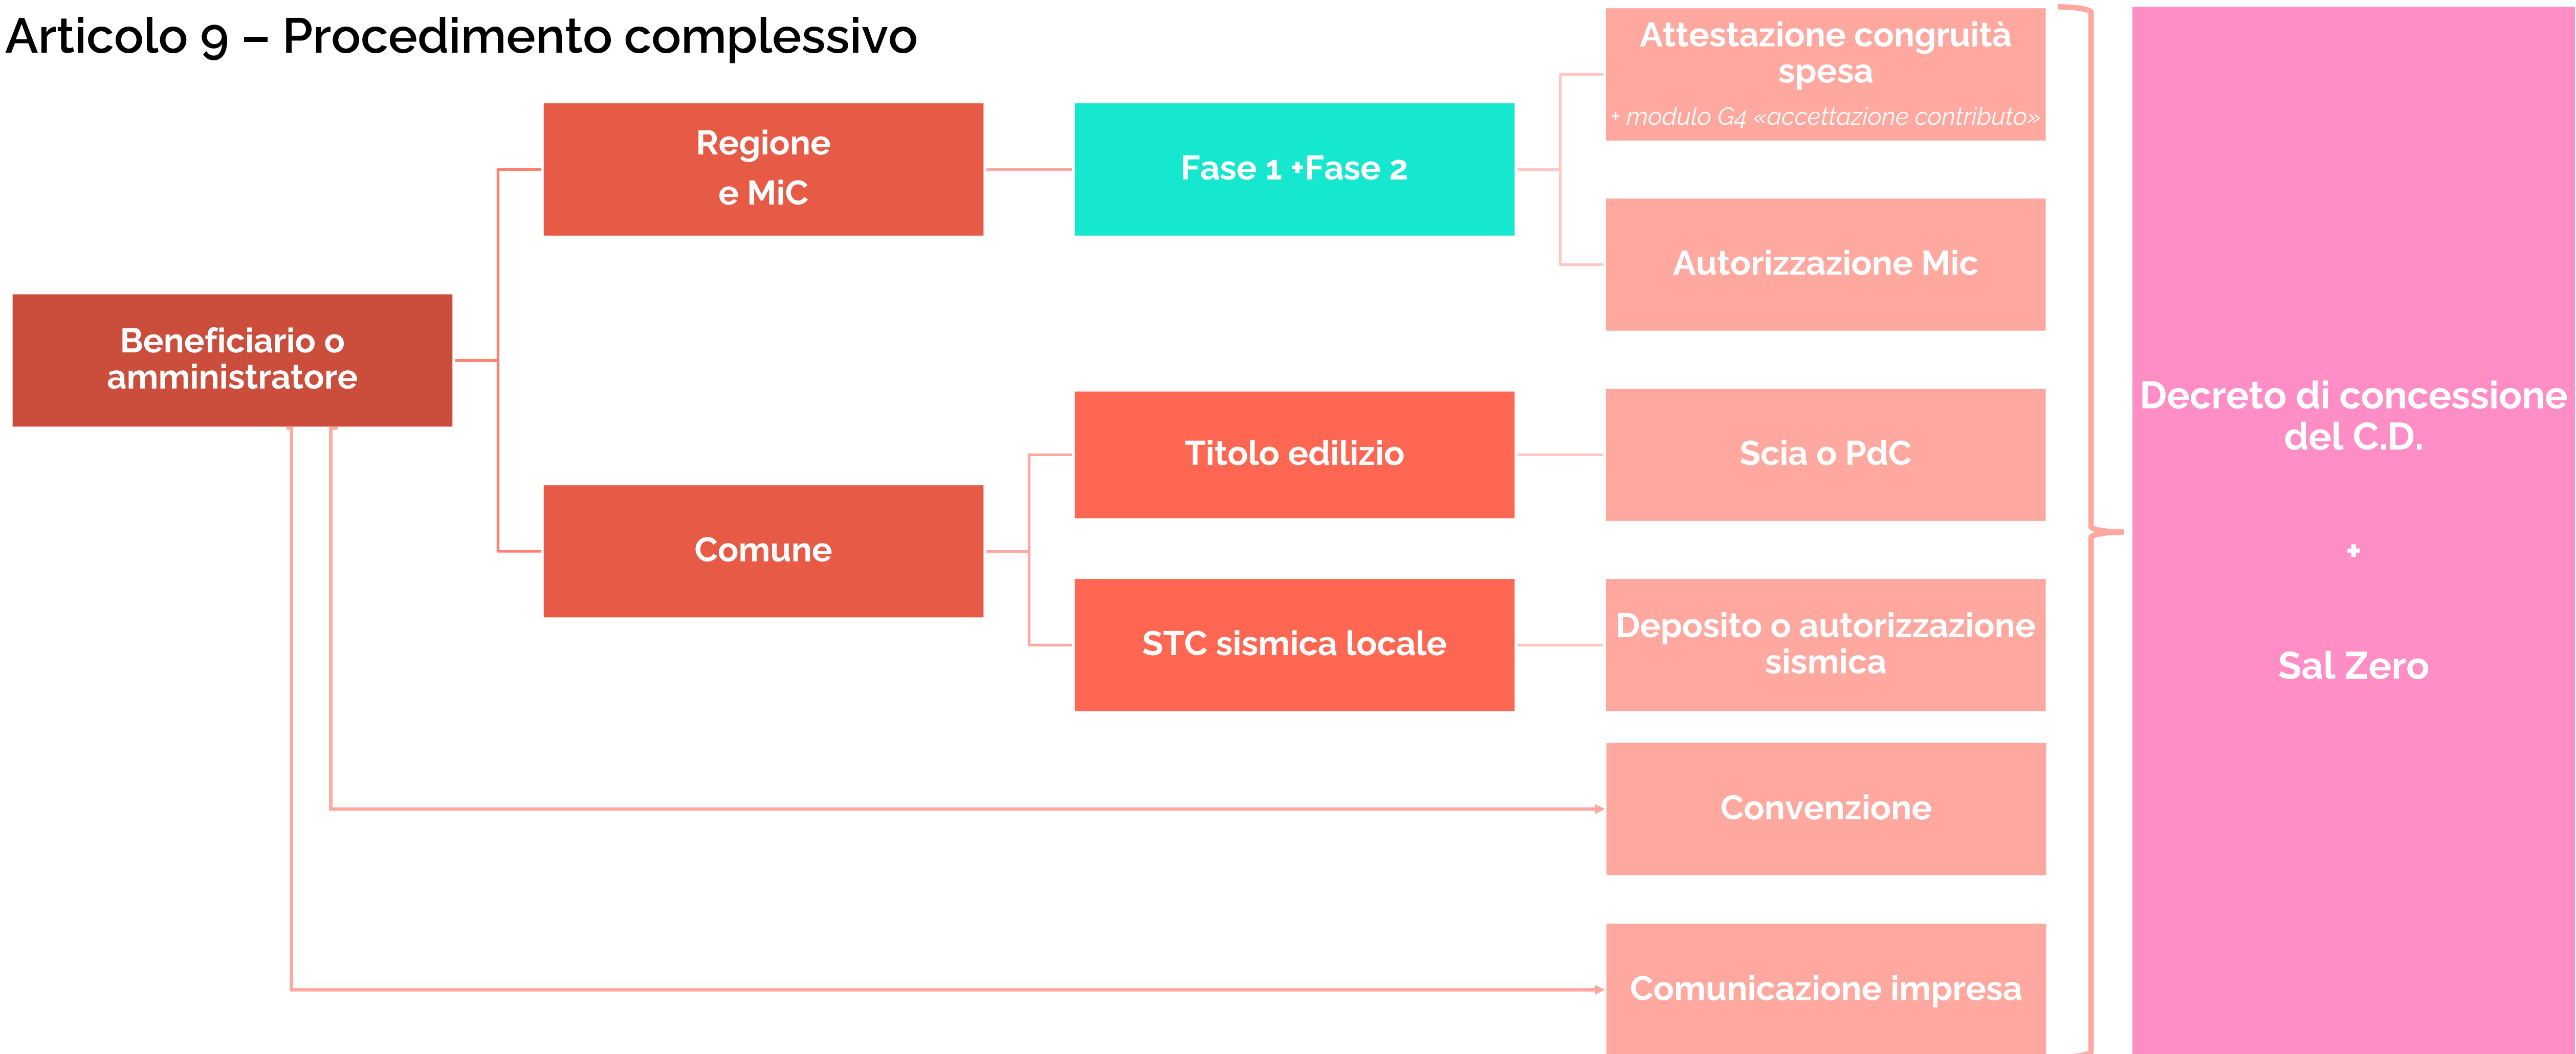 Articolo 9 – Procedimento complessivo
Attestazione congruità
spesa
+ modulo G4 «accettazione contributo»
Regione
e MiC
Fase 1 +Fase 2
Autorizzazione Mic
Beneficiario o
amministratore
Titolo edilizio
Scia o PdC
Comune
STC sismica locale
Deposito o autorizzazione
sismica
Convenzione
Comunicazione impresa
Decreto di concessione
del C.D.
+
Sal Zero